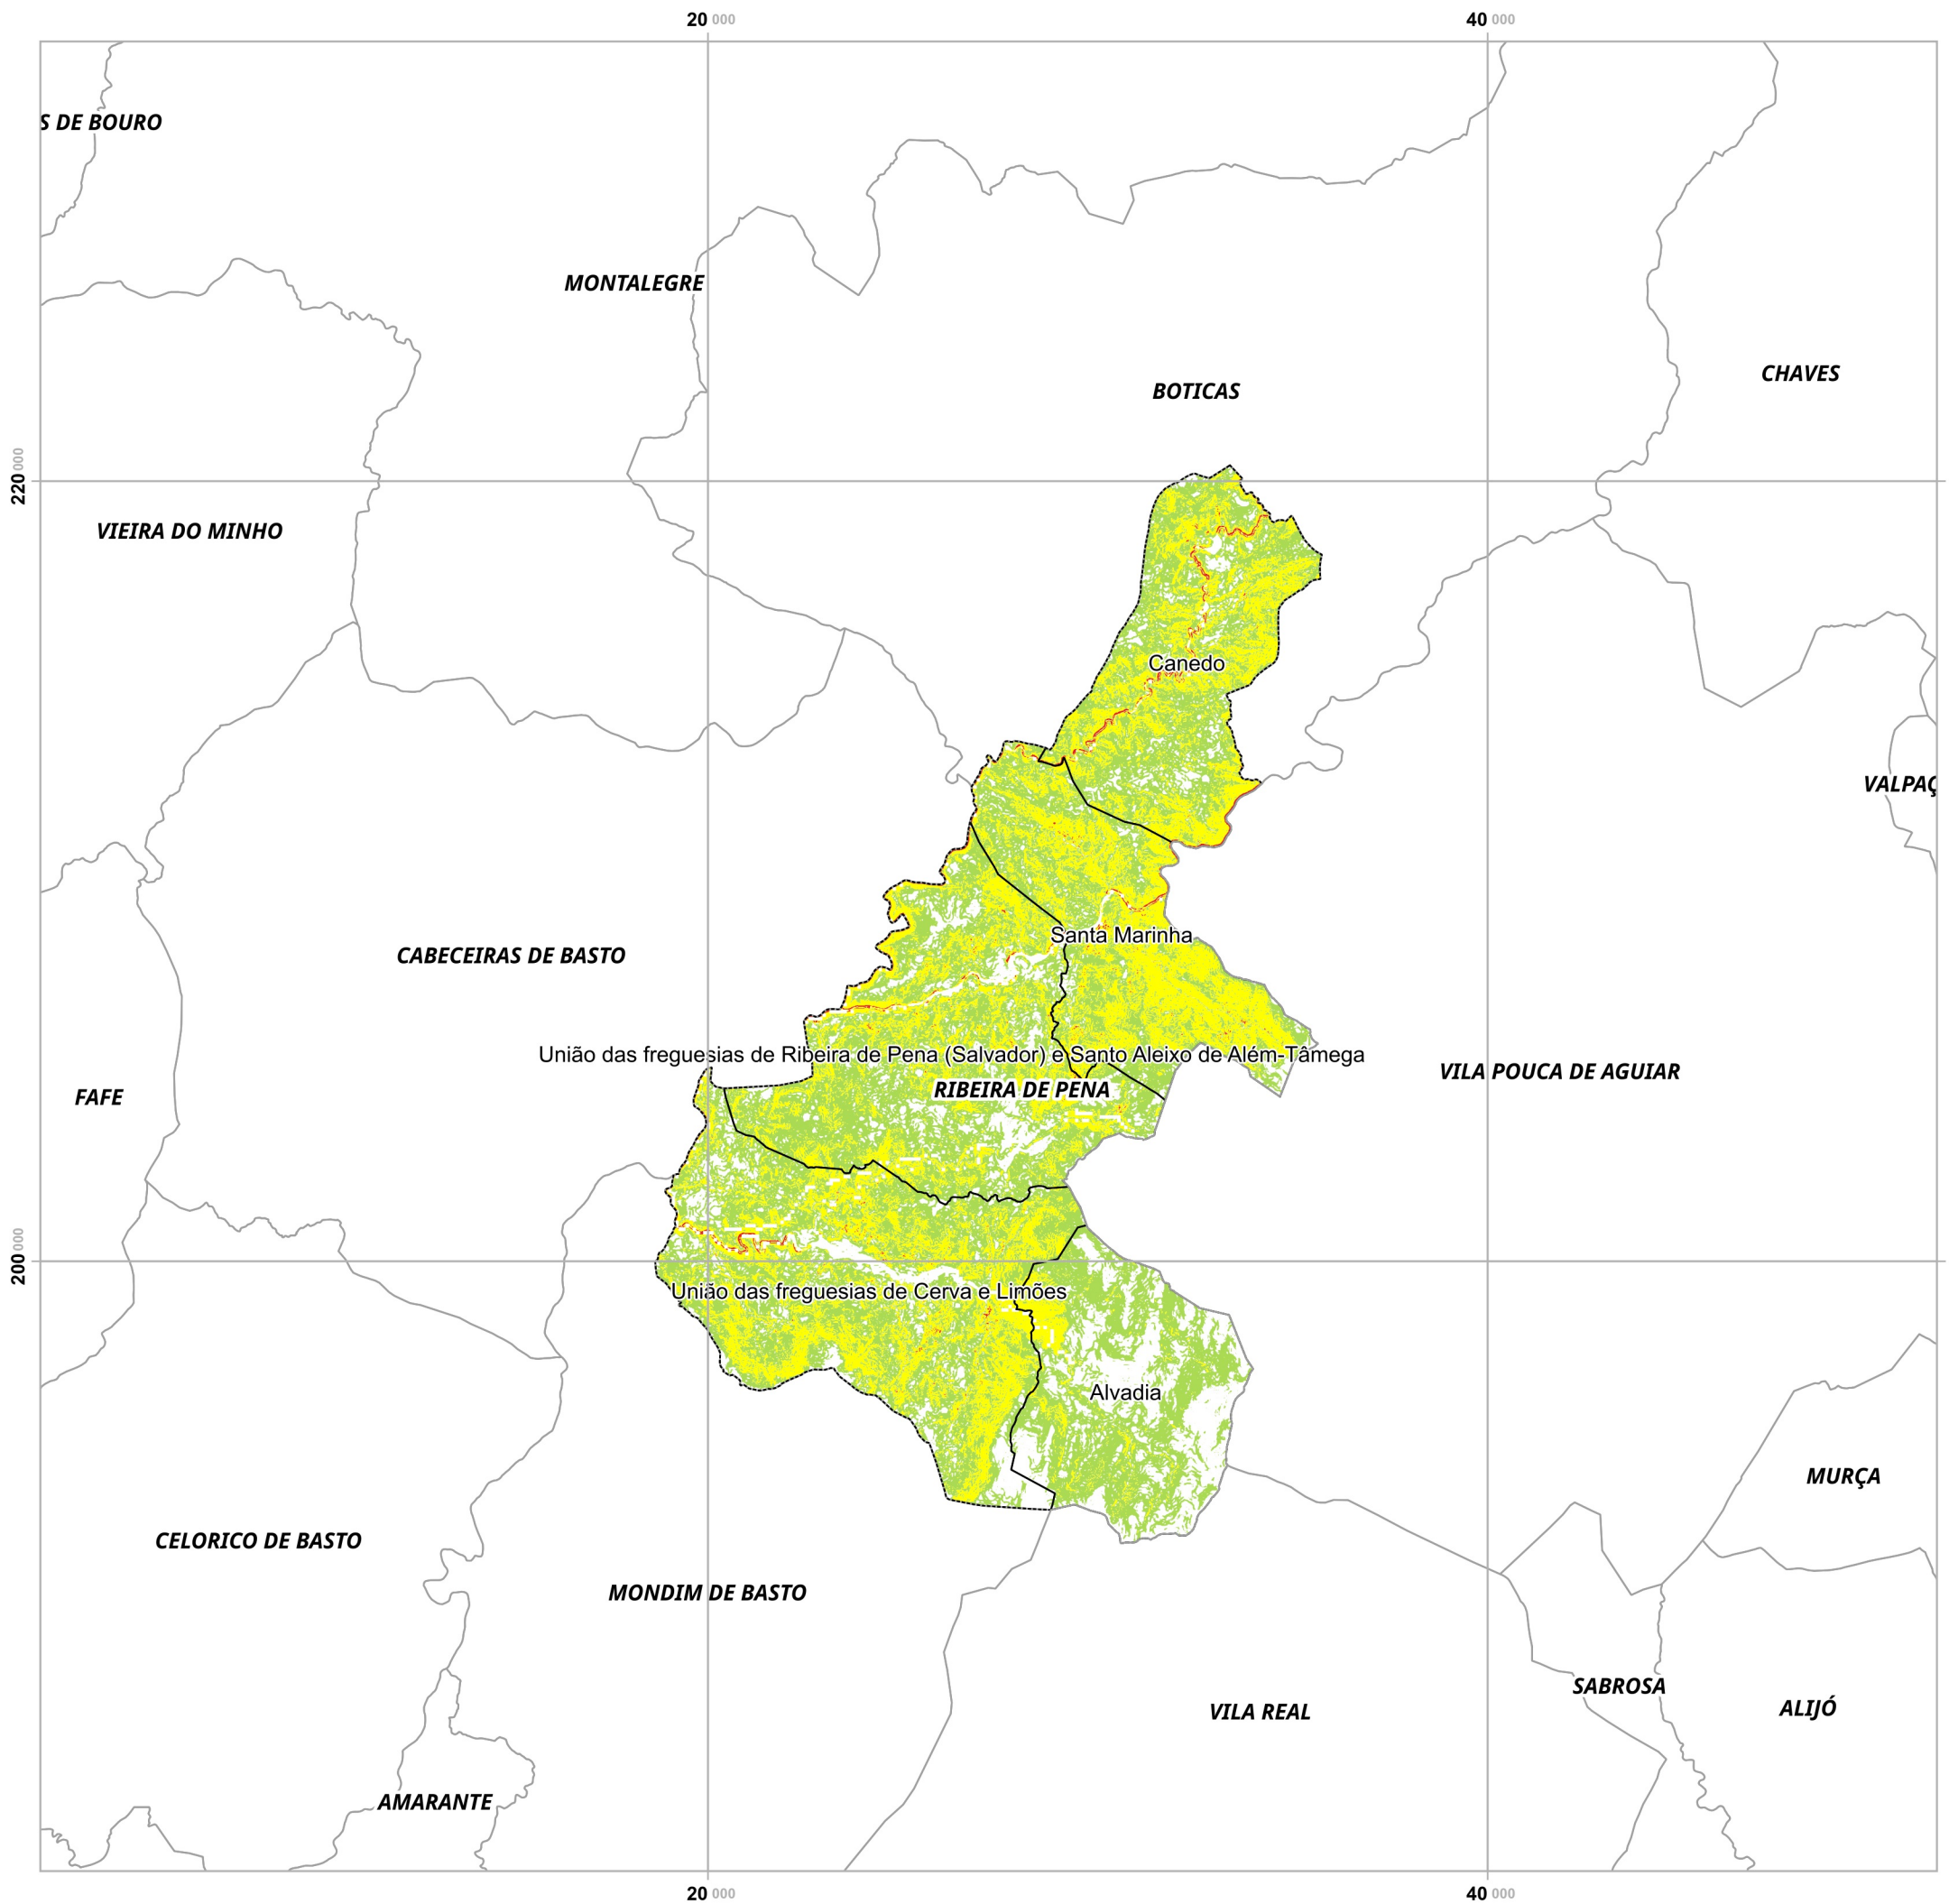 20 000
40 000
S DE BOURO
MONTALEGRE
CHAVES
BOTICAS
220 000
VIEIRA DO MINHO
Canedo
VALPAÇ
Santa Marinha
CABECEIRAS DE BASTO
União das freguesias de Ribeira de Pena (Salvador) e Santo Aleixo de Além-Tâmega
VILA POUCA DE AGUIAR
RIBEIRA DE PENA
FAFE
200 000
União das freguesias de Cerva e Limões
Alvadia
MURÇA
CELORICO DE BASTO
MONDIM DE BASTO
SABROSA
ALIJÓ
VILA REAL
AMARANTE
20 000
40 000